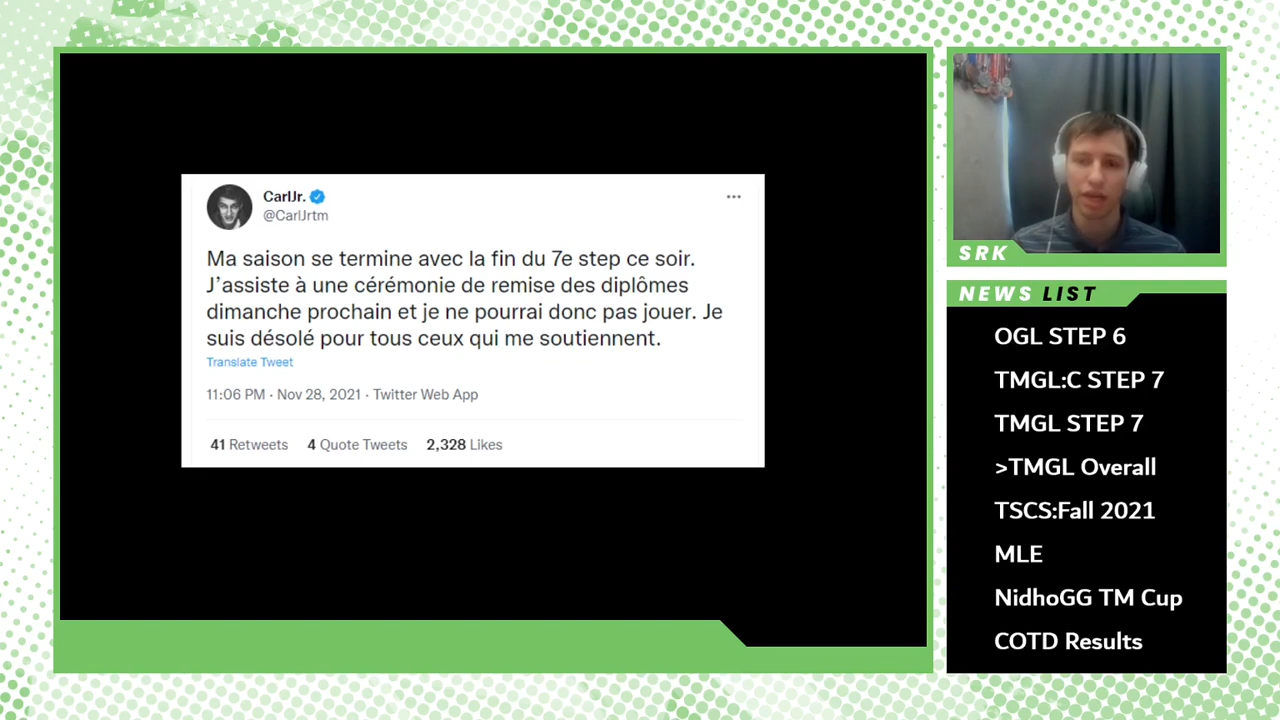 CarlJr.
@CarlJrtm
Ma saison se termine avec la fin du 7e step ce soir.
J’assiste à une cérémonie de remise des diplômes
dimanche prochain et je ne pourrai donc pas jouer. Je
suis désolé pour tous ceux qui me soutiennent.
Translate Tweet
11:06 PM · Nov 28, 2021 · Twitter Web App
41 Retweets 4 Quote Tweets 2,328 Likes
SRK
NEWS LIST
OGL STEP 6
TMGL:C STEP 7
TMGL STEP 7
>TMGL Overall
TSCS:Fall 2021
MLE
NidhoGG TM Cup
COTD Results